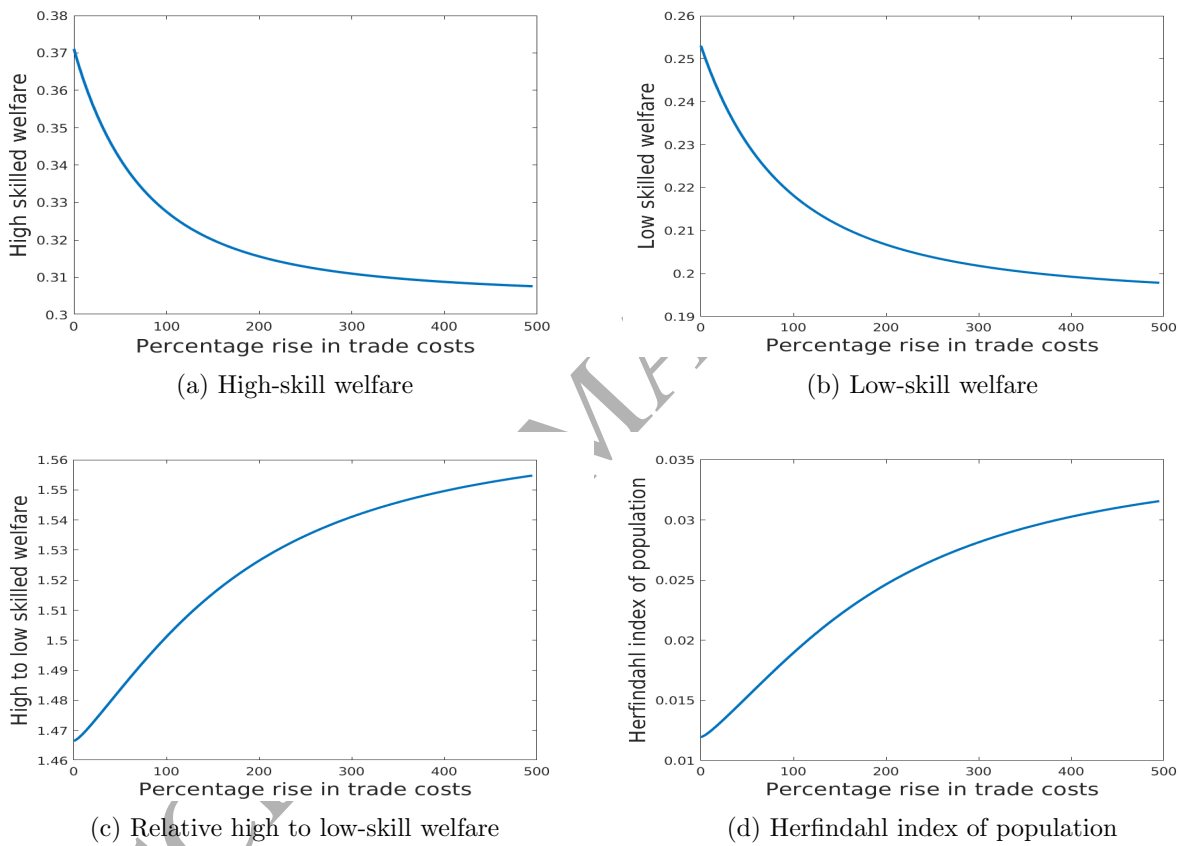 0.38
0.37
0.36
0.35
0.34
0.33
0.32
0.31
0.3
High skilled welfare
0 100 200 300 400 500
Percentage rise in trade costs
(a) High-skill welfare
0.26
0.25
0.24
0.23
0.22
0.21
0.2
0.19
Low skilled welfare
0 100 200 300 400 500
Percentage rise in trade costs
(b) Low-skill welfare
1.56
1.55
1.54
1.53
1.52
1.51
1.5
1.49
1.48
1.47
1.46
High to low skilled welfare
0 100 200 300 400 500
Percentage rise in trade costs
(c) Relative high to low-skill welfare
0.035
0.03
0.025
0.02
0.015
0.01
Herfindahl index of population
0 100 200 300 400 500
Percentage rise in trade costs
(d) Herfindahl index of population